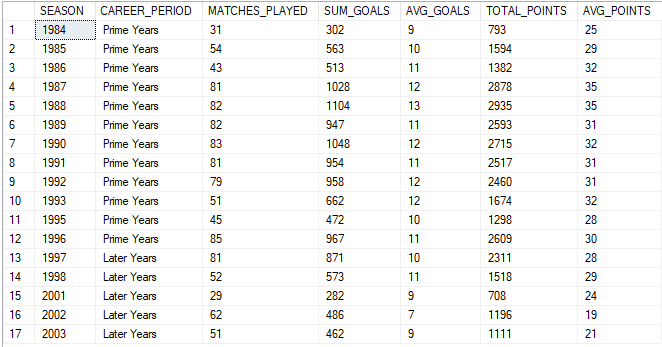 SEASON CAREER_PERIOD MATCHES_PLAYED SUM_GOALS AVG_GOALS TOTAL_POINTS AVG_POINTS
1 1984 Prime Years 31 302 9 793 25
2 1985 Prime Years 54 563 10 1594 29
3 1986 Prime Years 43 513 11 1382 32
4 1987 Prime Years 81 1028 12 2878 35
5 1988 Prime Years 82 1104 13 2935 35
6 1989 Prime Years 82 947 11 2593 31
7 1990 Prime Years 83 1048 12 2715 32
8 1991 Prime Years 81 954 11 2517 31
9 1992 Prime Years 79 958 12 2460 31
10 1993 Prime Years 51 662 12 1674 32
11 1995 Prime Years 45 472 10 1298 28
12 1996 Prime Years 85 967 11 2609 30
13 1997 Later Years 81 871 10 2311 28
14 1998 Later Years 52 573 11 1518 29
15 2001 Later Years 29 282 9 708 24
16 2002 Later Years 62 486 7 1196 19
17 2003 Later Years 51 462 9 1111 21